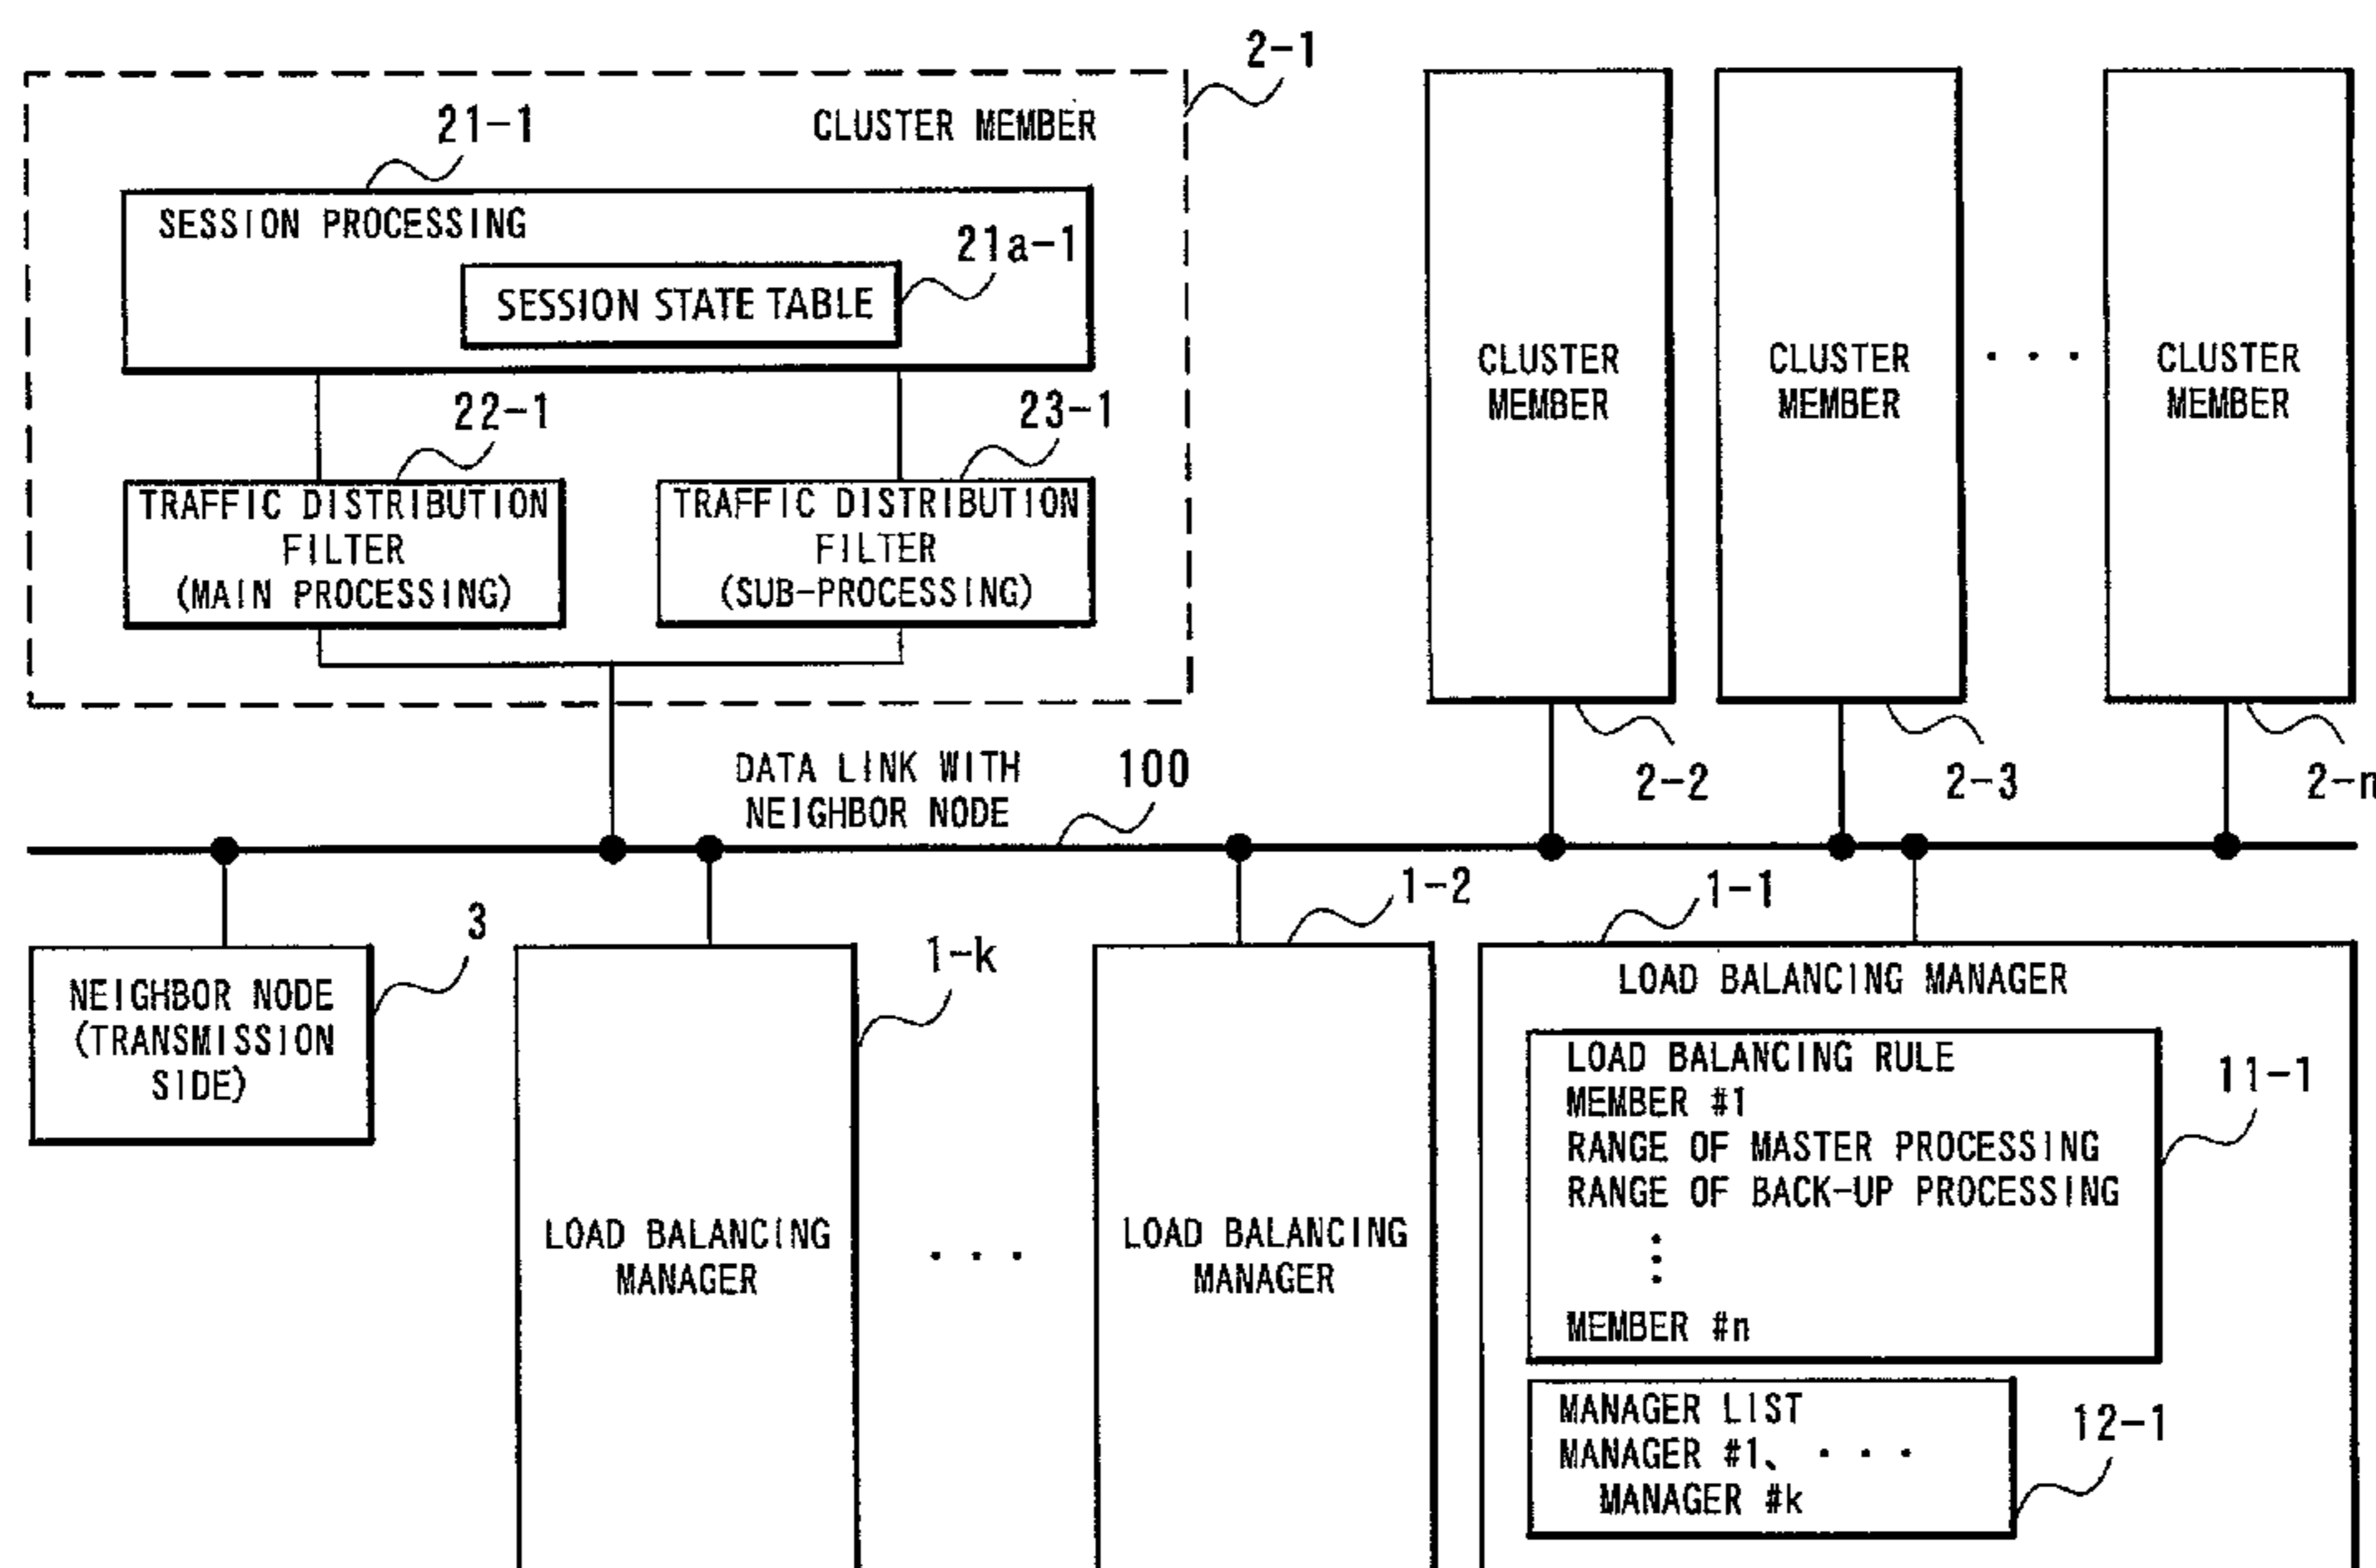 2-1
CLUSTER MEMBER
21-1
SESSION PROCESSING
21a-1
SESSION STATE TABLE
22-1
23-1
TRAFFIC DISTRIBUTION
FILTER
(MAIN PROCESSING)
TRAFFIC DISTRIBUTION
FILTER
(SUB-PROCESSING)
CLUSTER
MEMBER
CLUSTER
MEMBER
· · ·
CLUSTER
MEMBER
2-2
2-3
2-n
DATA LINK WITH
NEIGHBOR NODE
100
3
NEIGHBOR NODE
(TRANSMISSION
SIDE)
1-k
LOAD BALANCING
MANAGER
· · ·
1-2
LOAD BALANCING
MANAGER
1-1
LOAD BALANCING MANAGER
LOAD BALANCING RULE
MEMBER #1
RANGE OF MASTER PROCESSING
RANGE OF BACK-UP PROCESSING
⋮
MEMBER #n
11-1
MANAGER LIST
MANAGER #1、 · · ·
MANAGER #k
12-1